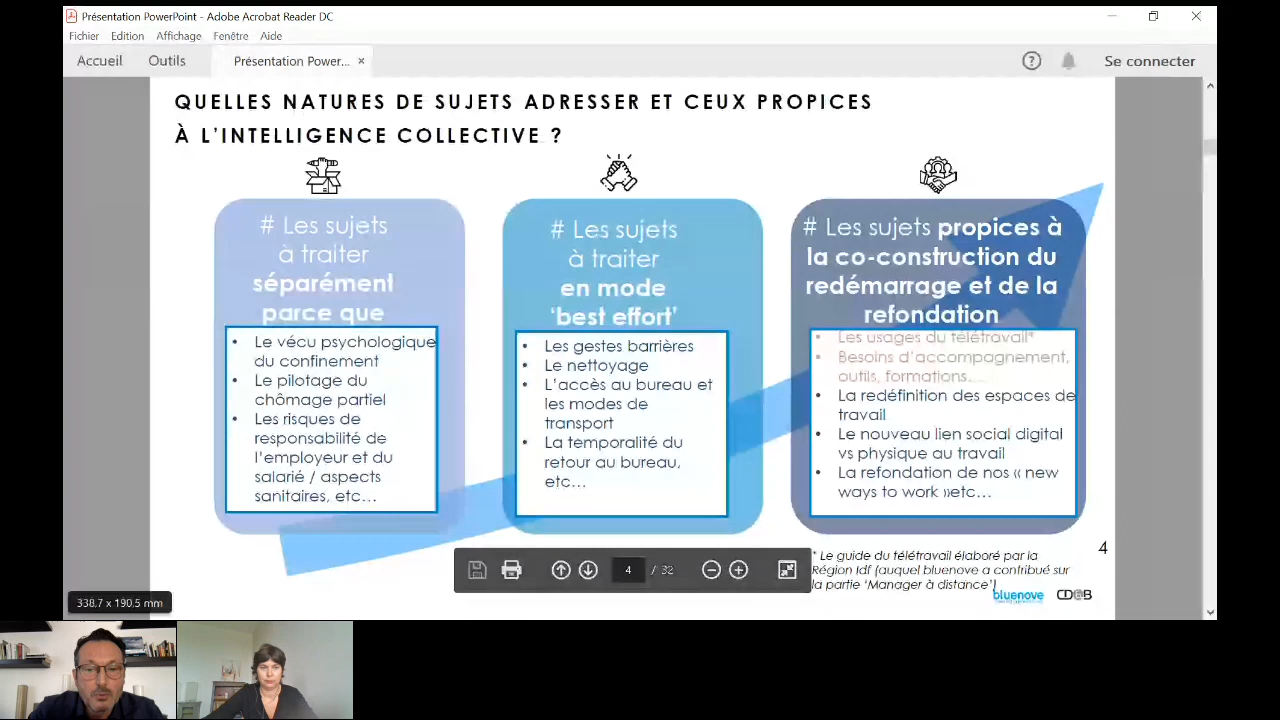 Présentation PowerPoint - Adobe Acrobat Reader DC
Fichier Edition Affichage Fenêtre Aide
Accueil Outils Présentation Power... × Se connecter
QUELLES NATURES DE SUJETS ADRESSER ET CEUX PROPICES
À L'INTELLIGENCE COLLECTIVE ?
# Les sujets
à traiter
séparément
parce que
• Le vécu psychologique
du confinement
• Le pilotage du
chômage partiel
• Les risques de
responsabilité de
l'employeur et du
salarié / aspects
sanitaires, etc...
# Les sujets
à traiter
en mode
'best effort'
• Les gestes barrières
• Le nettoyage
• L'accès au bureau et
les modes de
transport
• La temporalité du
retour au bureau,
etc...
# Les sujets propices à
la co-construction du
redémarrage et de la
refondation
• Les usages du télétravail*
• Besoins d'accompagnement,
outils, formations....
• La redéfinition des espaces de
travail
• Le nouveau lien social digital
vs physique au travail
• La refondation de nos « new
ways to work »etc...
4
* Le guide du télétravail élaboré par la
Région Idf (auquel bluenove a contribué sur
la partie 'Manager à distance')
bluenove CD@B
4 / 32
338.7 x 190.5 mm